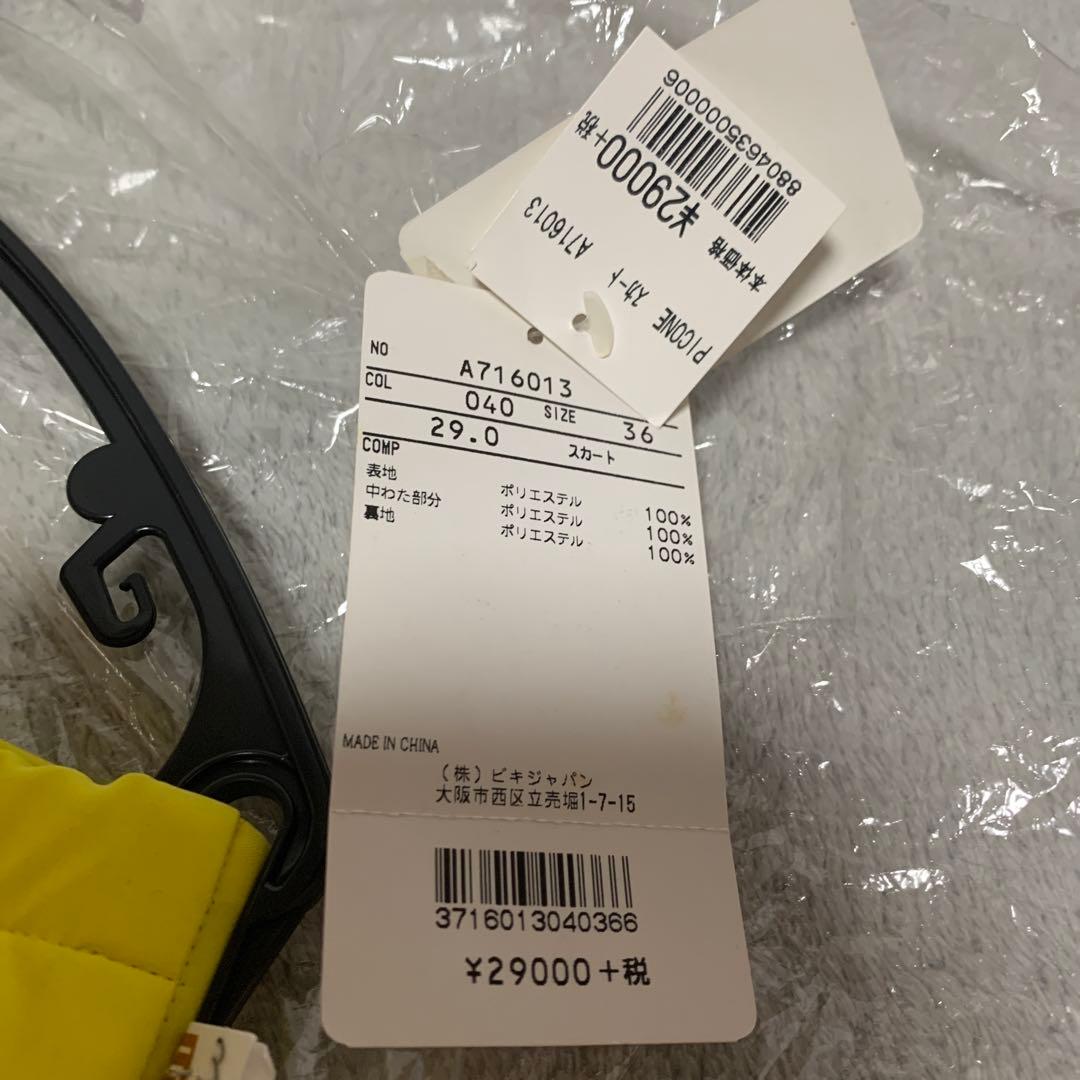 PICONE スカート A716013
本体価格 ¥29000+税
8804635000006
NO A716013
COL 040 SIZE 36
29.0 スカート
COMP
表地 ポリエステル 100%
中わた部分 ポリエステル 100%
裏地 ポリエステル 100%
MADE IN CHINA
(株)ビキジャパン
大阪市西区立売堀1-7-15
3716013040366
¥29000+税